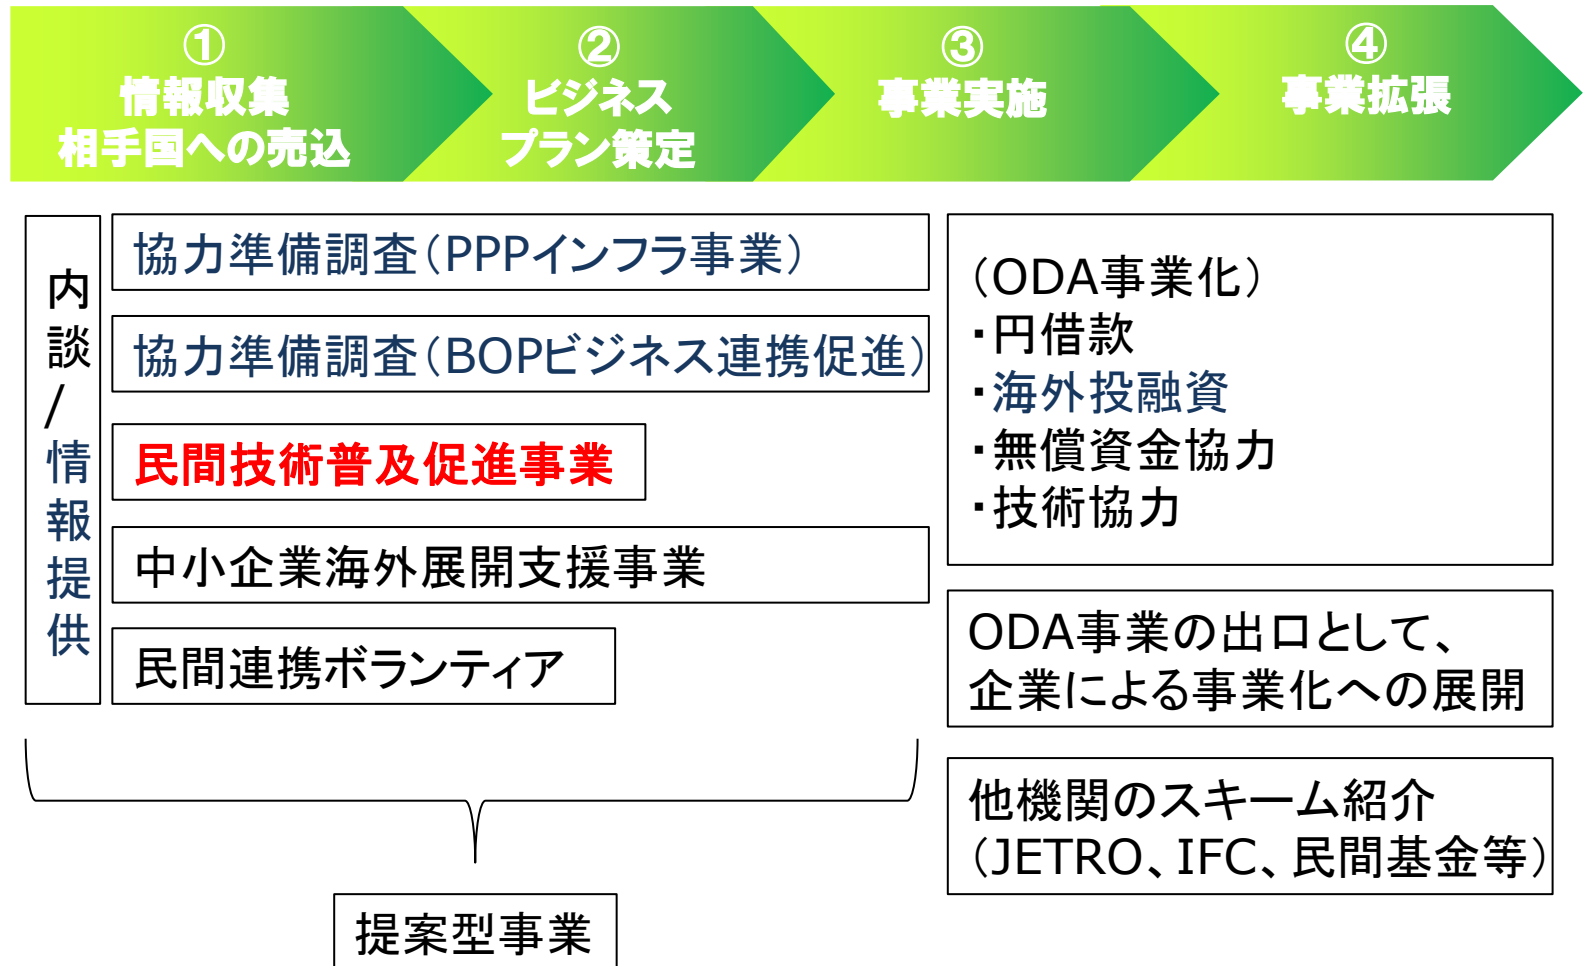 ①
情報収集
相手国への売込
②
ビジネス
プラン策定
③
事業実施
④
事業拡張
内談/情報提供
協力準備調査（PPPインフラ事業）
協力準備調査（BOPビジネス連携促進）
民間技術普及促進事業
中小企業海外展開支援事業
民間連携ボランティア
（ODA事業化）
・円借款
・海外投融資
・無償資金協力
・技術協力
ODA事業の出口として、
企業による事業化への展開
他機関のスキーム紹介
（JETRO、IFC、民間基金等）
提案型事業